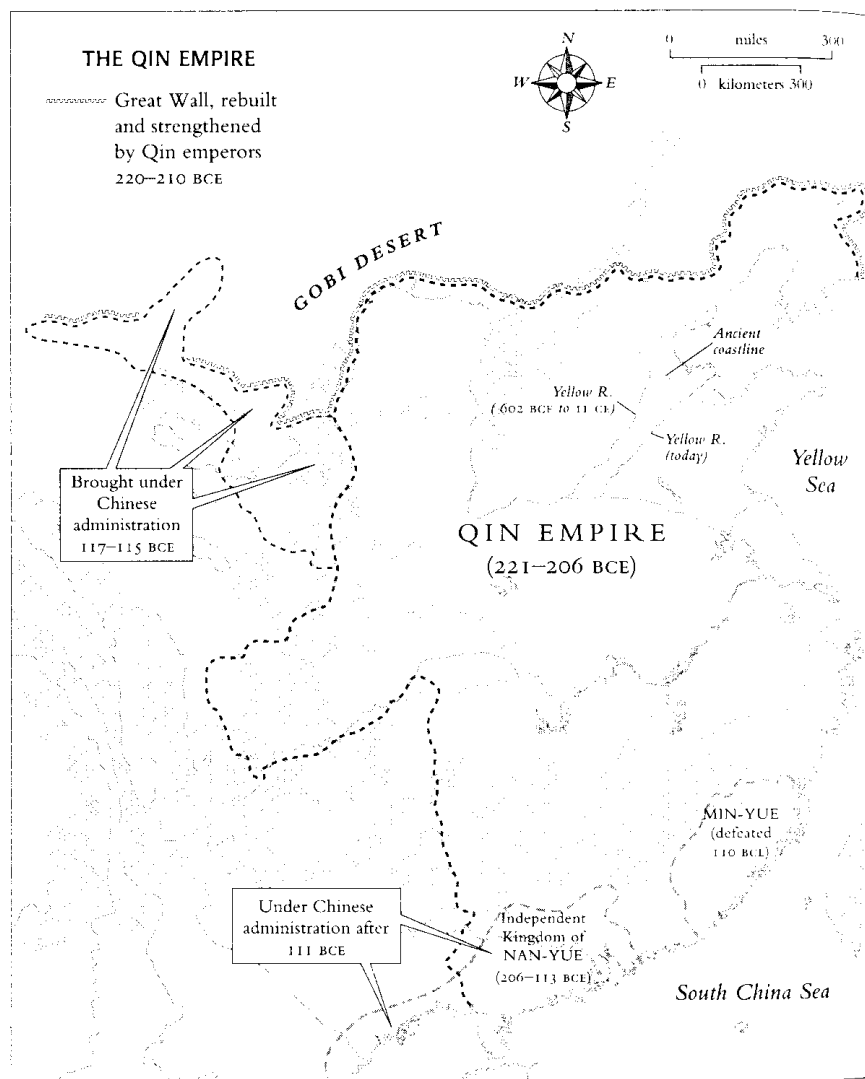 THE QIN EMPIRE
Great Wall, rebuilt
and strengthened
by Qin emperors
220–210 BCE
N
W
E
S
0 miles 300
0 kilometers 300
GOBI DESERT
Ancient
coastline
Yellow R.
(602 BCE to 11 CE)
Yellow R.
(today)
Yellow
Sea
Brought under
Chinese
administration
117–115 BCE
QIN EMPIRE
(221–206 BCE)
MIN-YUE
(defeated
110 BCE)
Under Chinese
administration after
111 BCE
Independent
Kingdom of
NAN-YUE
(206–113 BCE)
South China Sea